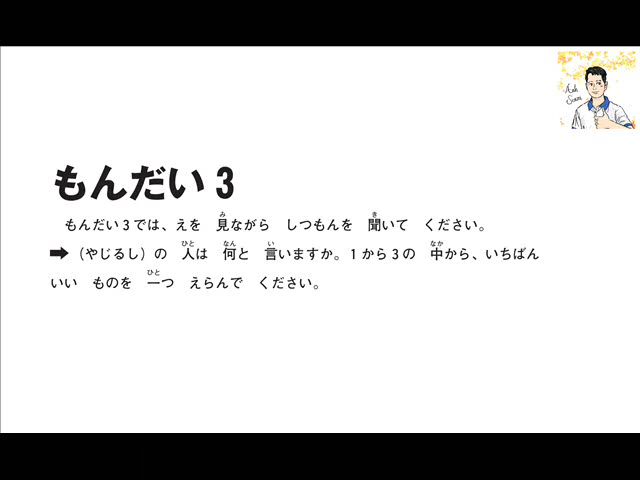 もんだい 3
もんだい 3 では、えを 見ながら しつもんを 聞いて ください。
➡(やじるし)の 人は 何と 言いますか。1 から 3 の 中から、いちばん
いい ものを 一つ えらんで ください。